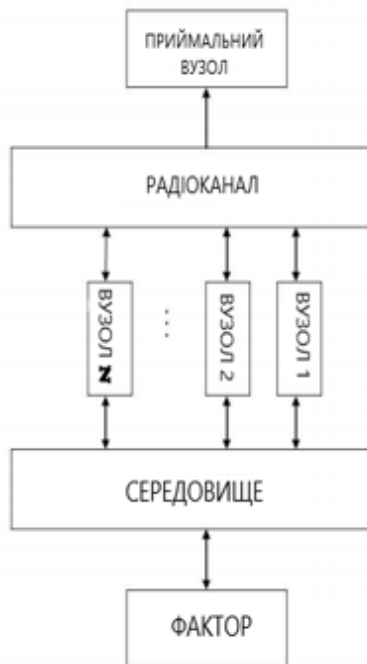 ПРИЙМАЛЬНИЙ
ВУЗОЛ
РАДІОКАНАЛ
ВУЗОЛ N
...
ВУЗОЛ 2
ВУЗОЛ 1
СЕРЕДОВИЩЕ
ФАКТОР